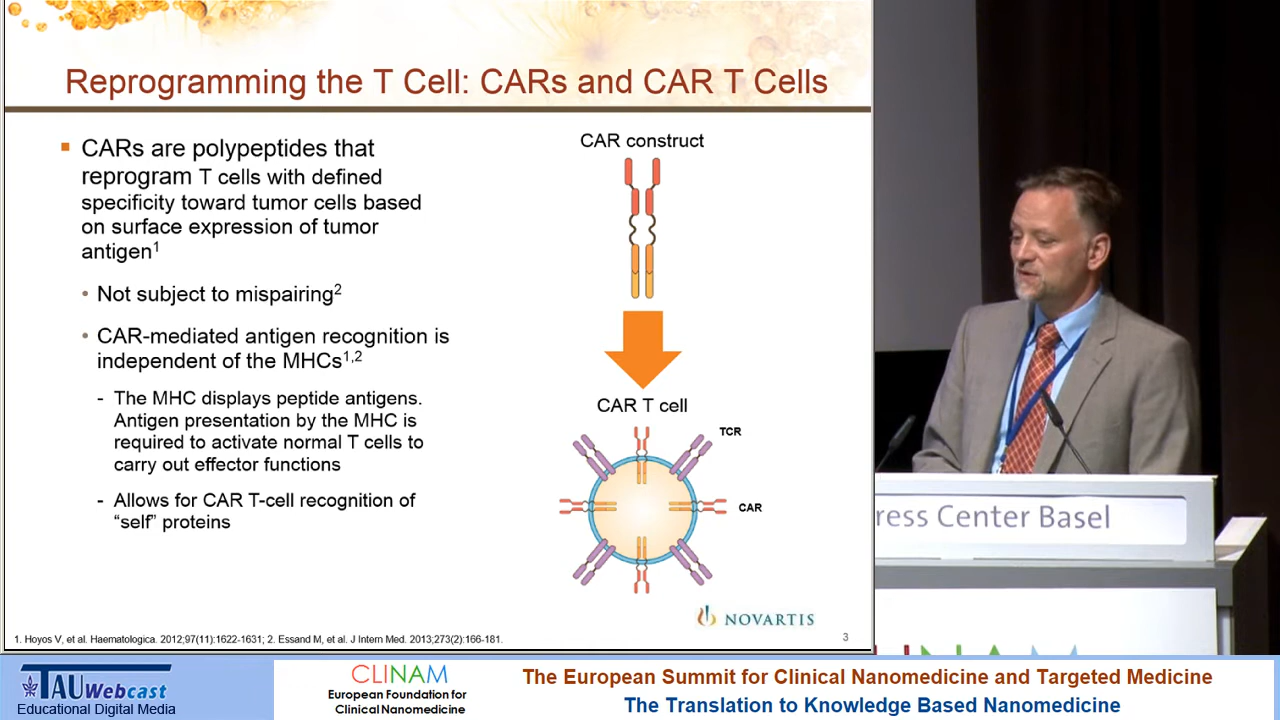 Reprogramming the T Cell: CARs and CAR T Cells
▪ CARs are polypeptides that
reprogram T cells with defined
specificity toward tumor cells based
on surface expression of tumor
antigen1
• Not subject to mispairing2
• CAR-mediated antigen recognition is
independent of the MHCs1,2
- The MHC displays peptide antigens.
Antigen presentation by the MHC is
required to activate normal T cells to
carry out effector functions
- Allows for CAR T-cell recognition of
“self” proteins
CAR construct
CAR T cell
TCR
CAR
NOVARTIS
3
1. Hoyos V, et al. Haematologica. 2012;97(11):1622-1631; 2. Essand M, et al. J Intern Med. 2013;273(2):166-181.
ress Center Basel
TAU Webcast
Educational Digital Media
CLINAM
European Foundation for
Clinical Nanomedicine
The European Summit for Clinical Nanomedicine and Targeted Medicine
The Translation to Knowledge Based Nanomedicine